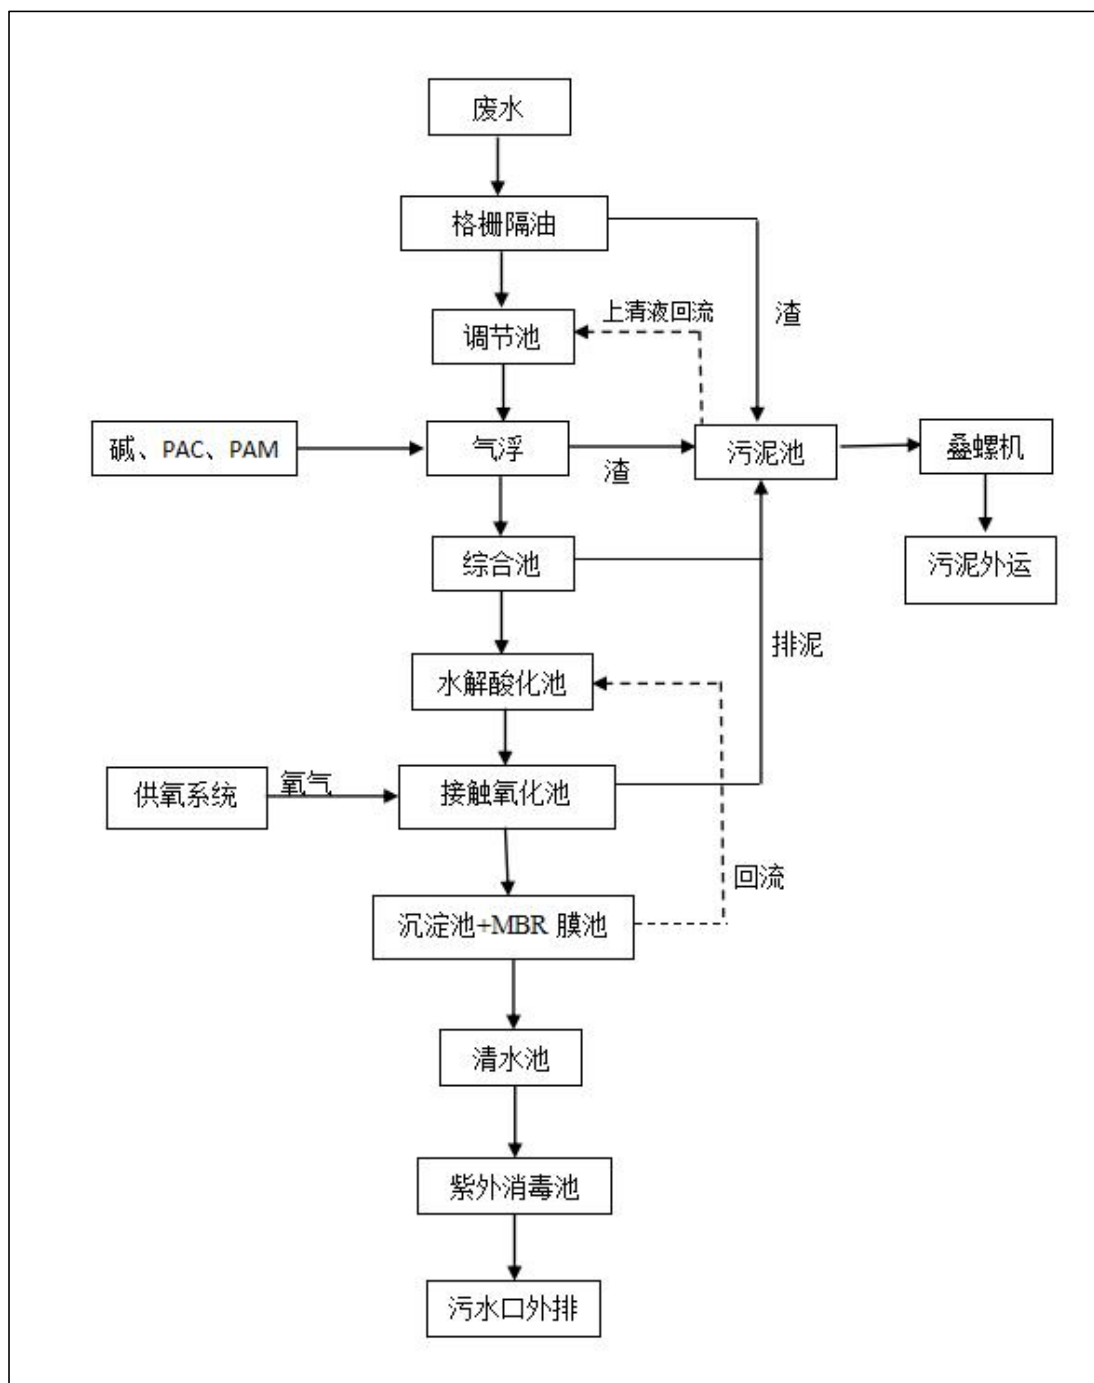 废水
格栅隔油
上清液回流
渣
调节池
碱、PAC、PAM
气浮
渣
污泥池
叠螺机
综合池
污泥外运
排泥
水解酸化池
供氧系统
氧气
接触氧化池
回流
沉淀池+MBR 膜池
清水池
紫外消毒池
污水口外排